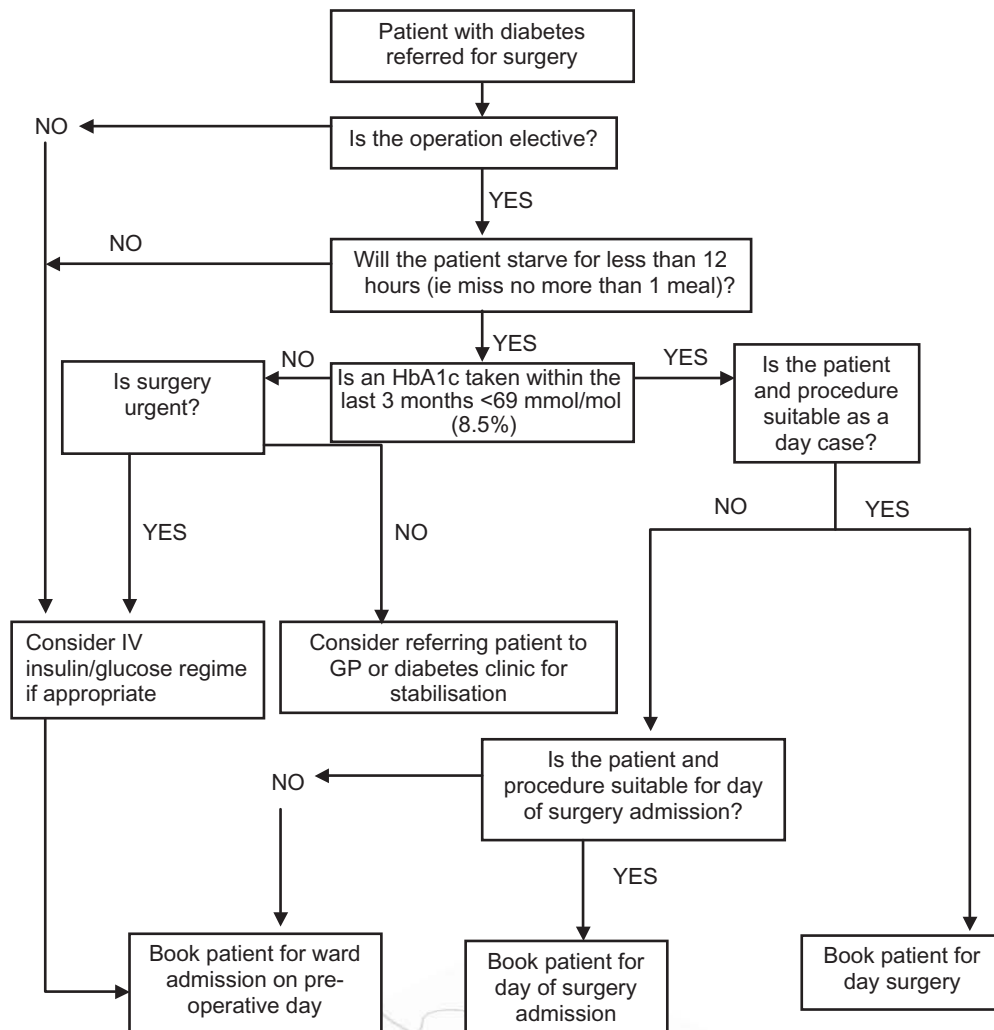 Patient with diabetes
referred for surgery
NO
Is the operation elective?
YES
NO
Will the patient starve for less than 12
hours (ie miss no more than 1 meal)?
YES
NO
YES
Is surgery
urgent?
Is an HbA1c taken within the
last 3 months <69 mmol/mol
(8.5%)
Is the patient
and procedure
suitable as a
day case?
YES
NO
NO
YES
Consider IV
insulin/glucose regime
if appropriate
Consider referring patient to
GP or diabetes clinic for
stabilisation
NO
Is the patient and
procedure suitable for day
of surgery admission?
YES
Book patient for ward
admission on pre-
operative day
Book patient for
day of surgery
admission
Book patient for
day surgery